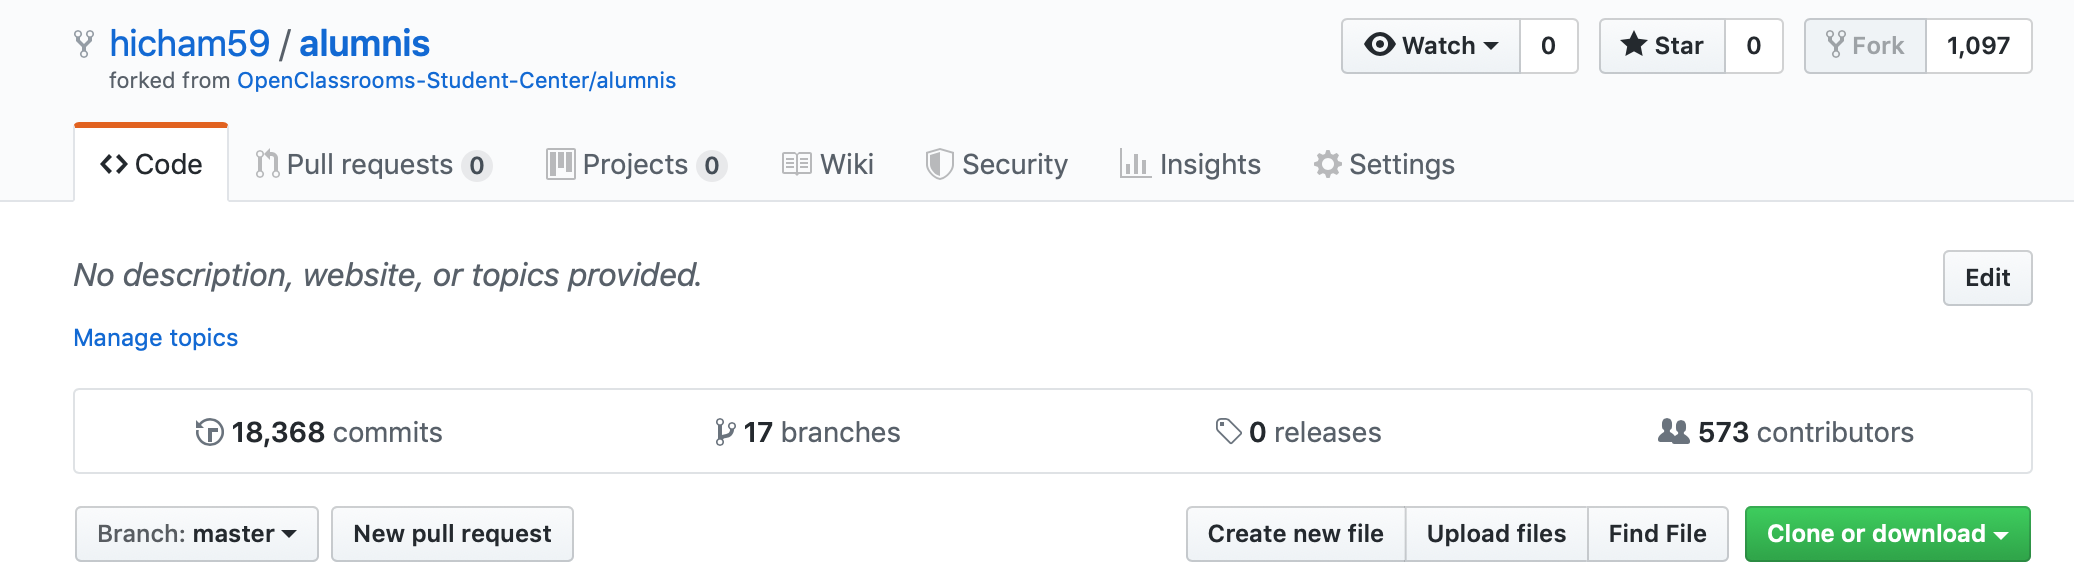 hicham59 / alumnis
Watch 0 Star 0 Fork 1,097
forked from OpenClassrooms-Student-Center/alumnis
Code Pull requests 0 Projects 0 Wiki Security Insights Settings
No description, website, or topics provided.
Edit
Manage topics
18,368 commits 17 branches 0 releases 573 contributors
Branch: master New pull request Create new file Upload files Find File Clone or download